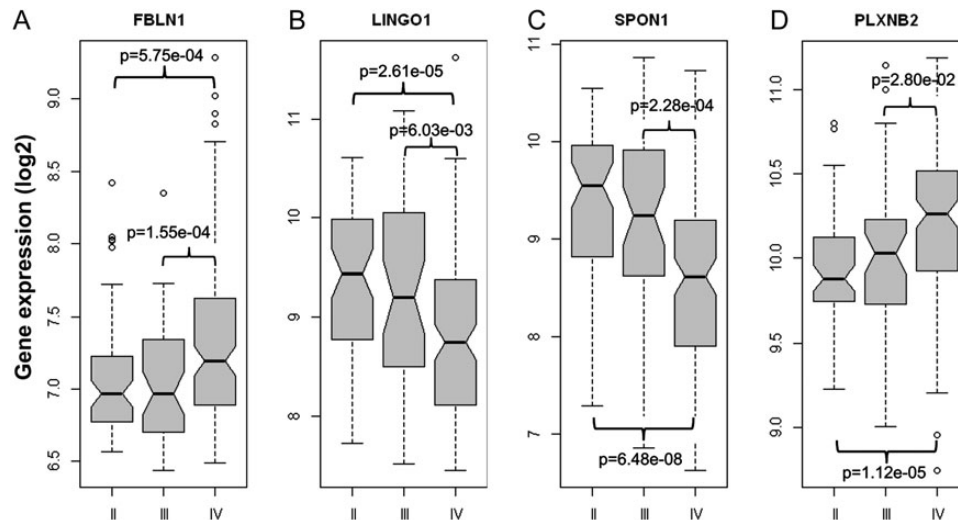 A
FBLN1
Gene expression (log2)
9.0
8.5
8.0
7.5
7.0
6.5
p=5.75e-04
p=1.55e-04
II
III
IV
B
LINGO1
11
10
9
8
p=2.61e-05
p=6.03e-03
II
III
IV
C
SPON1
11
10
9
8
7
p=2.28e-04
p=6.48e-08
II
III
IV
D
PLXNB2
11.0
10.5
10.0
9.5
9.0
p=2.80e-02
p=1.12e-05
II
III
IV